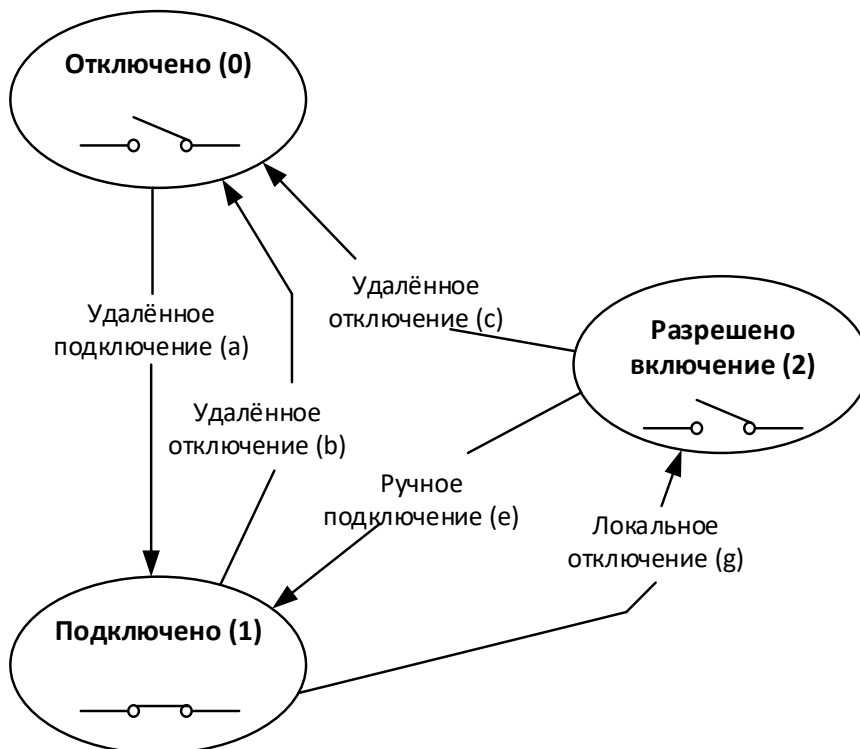 Отключено (0)
Удалённое
подключение (a)
Удалённое
отключение (b)
Удалённое
отключение (c)
Разрешено
включение (2)
Ручное
подключение (e)
Локальное
отключение (g)
Подключено (1)